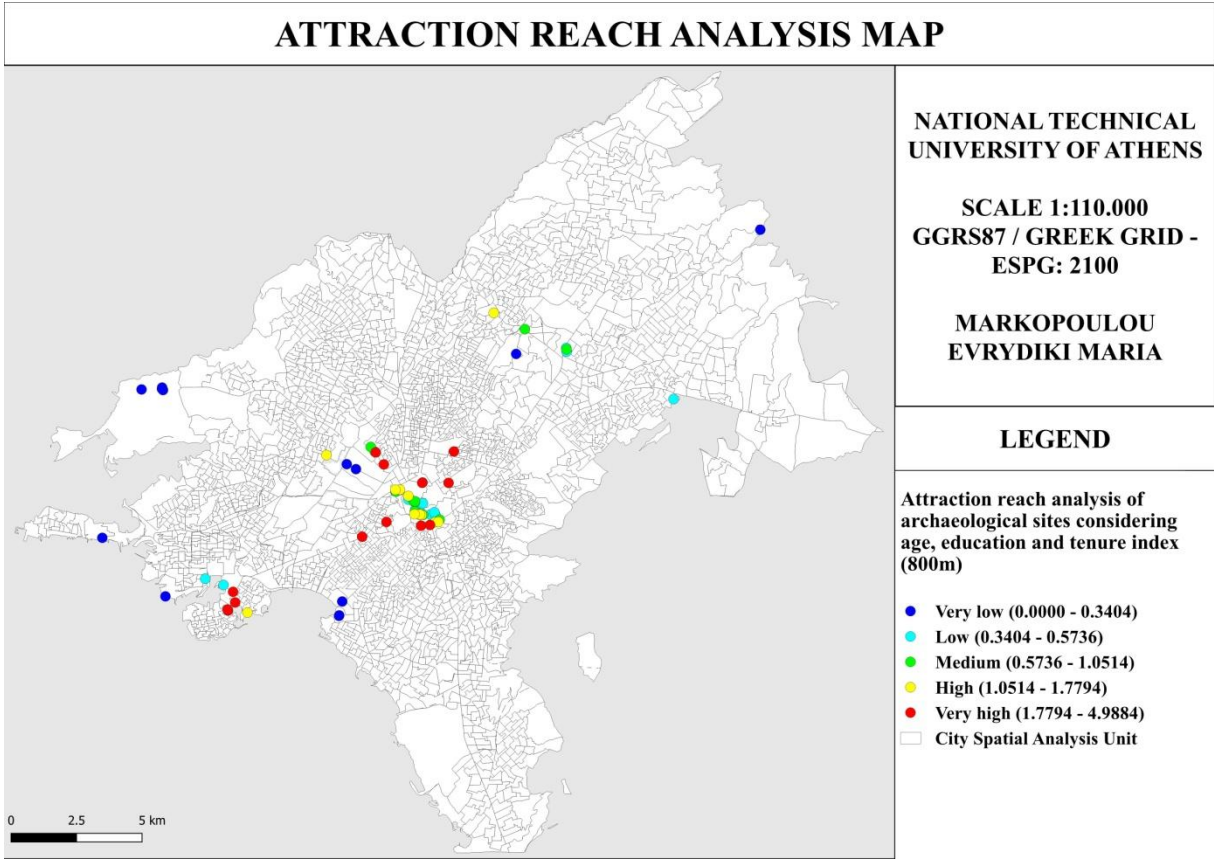 ATTRACTION REACH ANALYSIS MAP
NATIONAL TECHNICAL
UNIVERSITY OF ATHENS
SCALE 1:110.000
GGRS87 / GREEK GRID -
ESPG: 2100
MARKOPOULOU
EVRYDIKI MARIA
LEGEND
Attraction reach analysis of
archaeological sites considering
age, education and tenure index
(800m)
Very low (0.0000 - 0.3404)
Low (0.3404 - 0.5736)
Medium (0.5736 - 1.0514)
High (1.0514 - 1.7794)
Very high (1.7794 - 4.9884)
City Spatial Analysis Unit
0 2.5 5 km